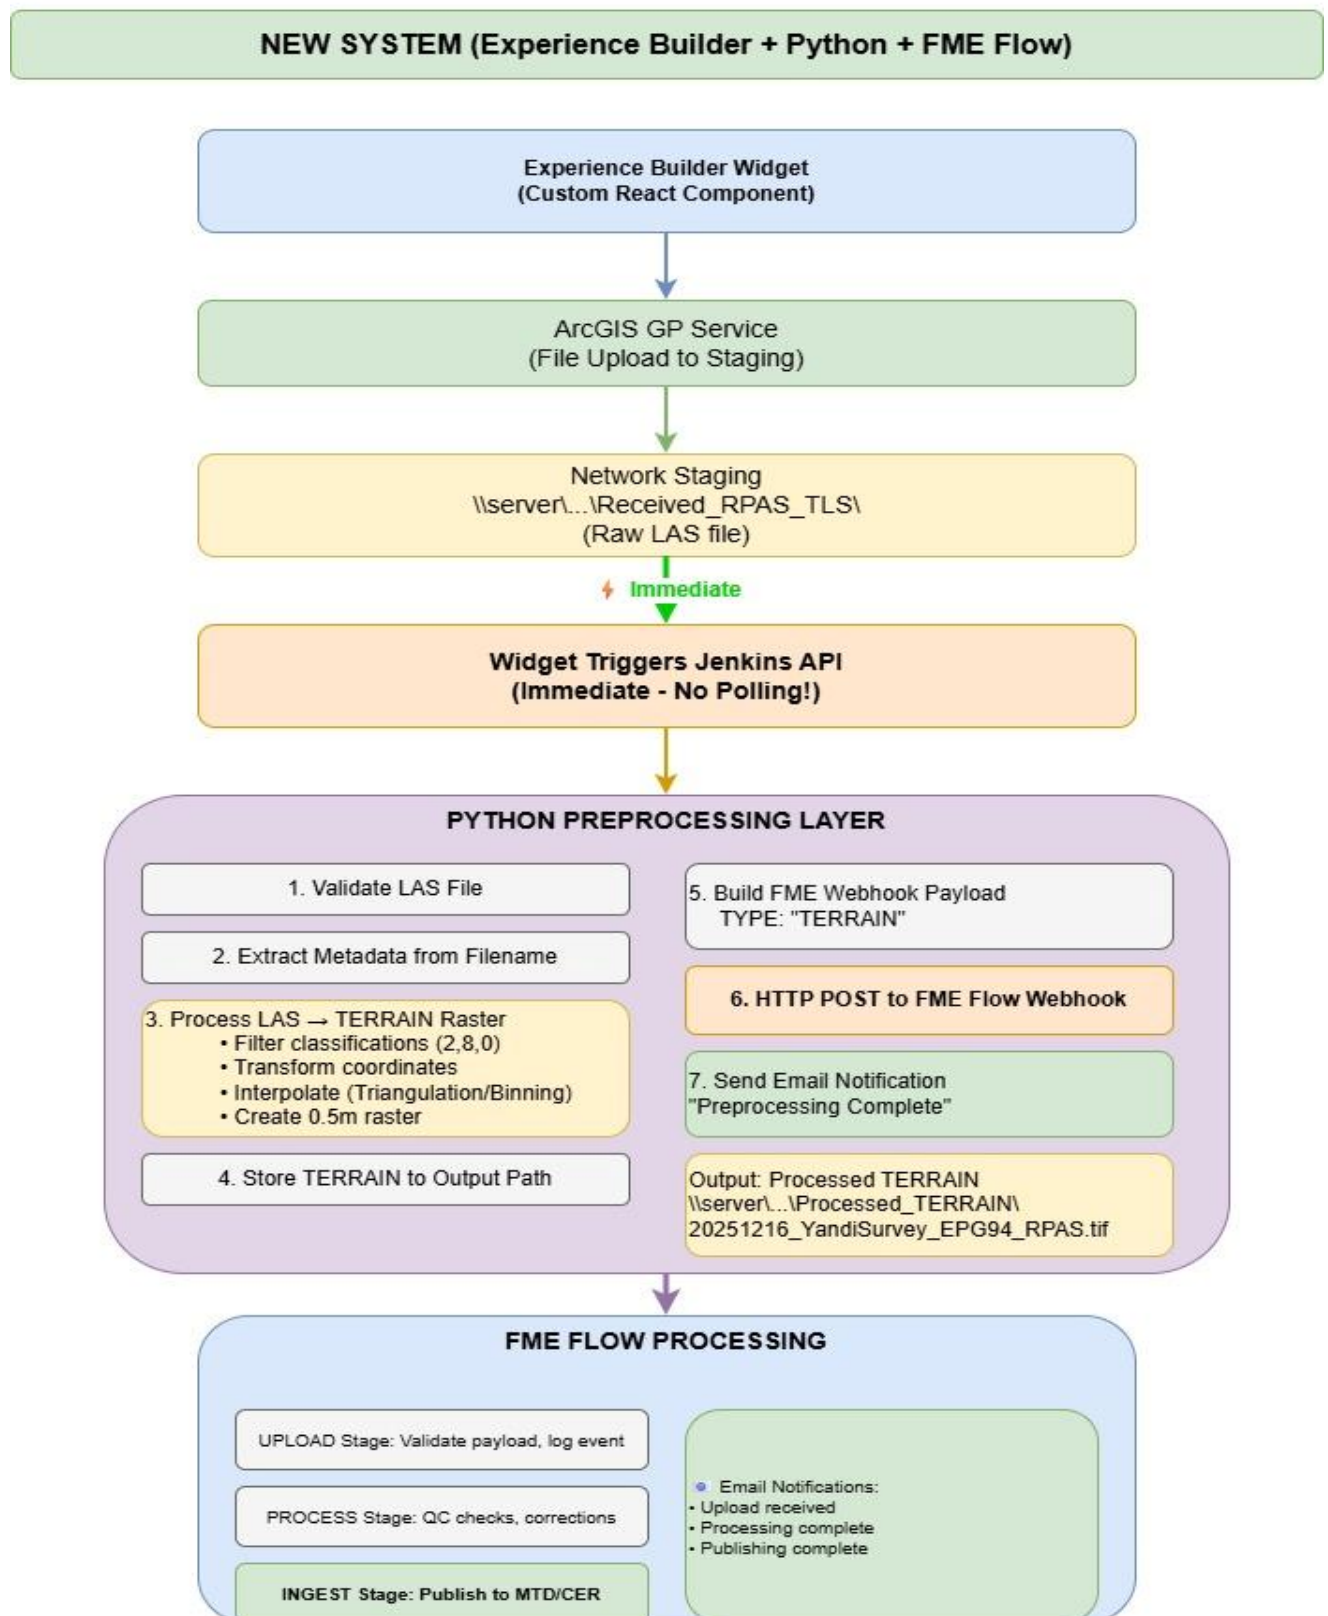 NEW SYSTEM (Experience Builder + Python + FME Flow)
Experience Builder Widget
(Custom React Component)
ArcGIS GP Service
(File Upload to Staging)
Network Staging
\\server\...\Received_RPAS_TLS\
(Raw LAS file)
Immediate
Widget Triggers Jenkins API
(Immediate - No Polling!)
PYTHON PREPROCESSING LAYER
1. Validate LAS File
2. Extract Metadata from Filename
3. Process LAS → TERRAIN Raster
• Filter classifications (2,8,0)
• Transform coordinates
• Interpolate (Triangulation/Binning)
• Create 0.5m raster
4. Store TERRAIN to Output Path
5. Build FME Webhook Payload
TYPE: "TERRAIN"
6. HTTP POST to FME Flow Webhook
7. Send Email Notification
"Preprocessing Complete"
Output: Processed TERRAIN
\\server\...\Processed_TERRAIN\
20251216_YandiSurvey_EPG94_RPAS.tif
FME FLOW PROCESSING
UPLOAD Stage: Validate payload, log event
PROCESS Stage: QC checks, corrections
INGEST Stage: Publish to MTD/CER
Email Notifications:
• Upload received
• Processing complete
• Publishing complete